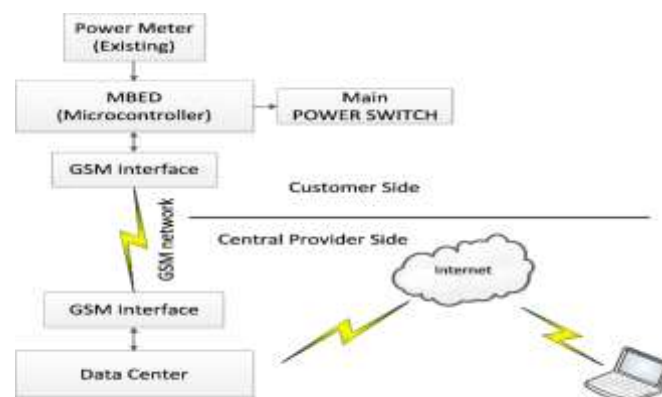 Power Meter
(Existing)
MBED
(Microcontroller)
Main
POWER SWITCH
GSM Interface
Customer Side
GSM network
Central Provider Side
Internet
GSM Interface
Data Center